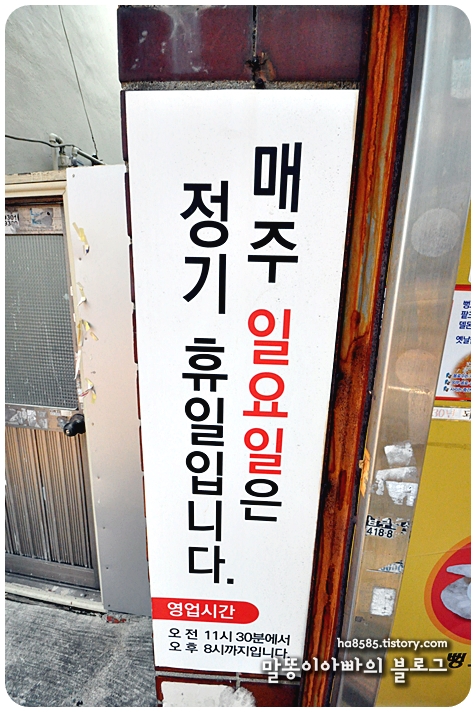 매주 일요일은
정기 휴일입니다.
영업시간
오전 11시 30분에서
오후 8시까지입니다.
418-8
ha8585.tistory.com
말똥이아빠의 블로그